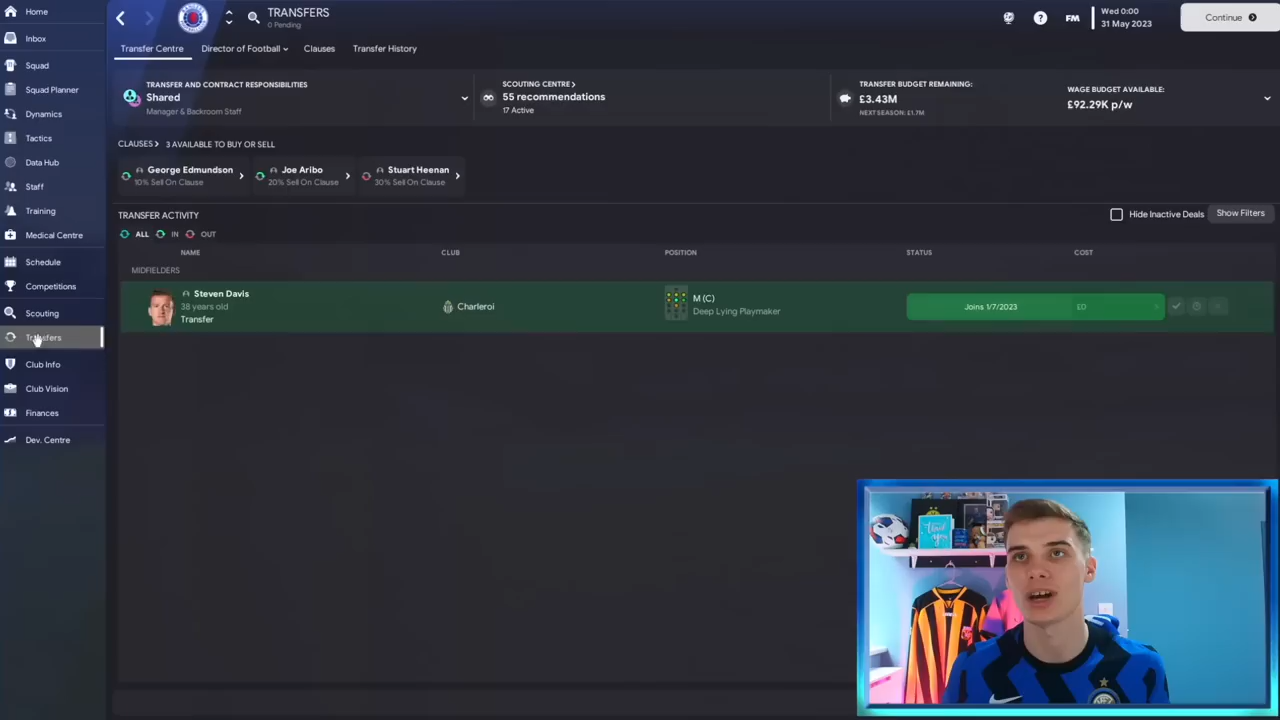 Home
Inbox
Squad
Squad Planner
Dynamics
Tactics
Data Hub
Staff
Training
Medical Centre
Schedule
Competitions
Scouting
Transfers
Club Info
Club Vision
Finances
Dev. Centre
TRANSFERS
0 Pending
FM
Wed 0:00
31 May 2023
Continue
Transfer Centre
Director of Football
Clauses
Transfer History
TRANSFER AND CONTRACT RESPONSIBILITIES
Shared
Manager & Backroom Staff
SCOUTING CENTRE >
55 recommendations
17 Active
TRANSFER BUDGET REMAINING:
£3.43M
NEXT SEASON: £1.7M
WAGE BUDGET AVAILABLE:
£92.29K p/w
CLAUSES > 3 AVAILABLE TO BUY OR SELL
George Edmundson
10% Sell On Clause
Joe Aribo
20% Sell On Clause
Stuart Heenan
30% Sell On Clause
TRANSFER ACTIVITY
Hide Inactive Deals
Show Filters
ALL IN OUT
NAME CLUB POSITION STATUS COST
MIDFIELDERS
Steven Davis
38 years old
Transfer
Charleroi
M (C)
Deep Lying Playmaker
Joins 1/7/2023
£0